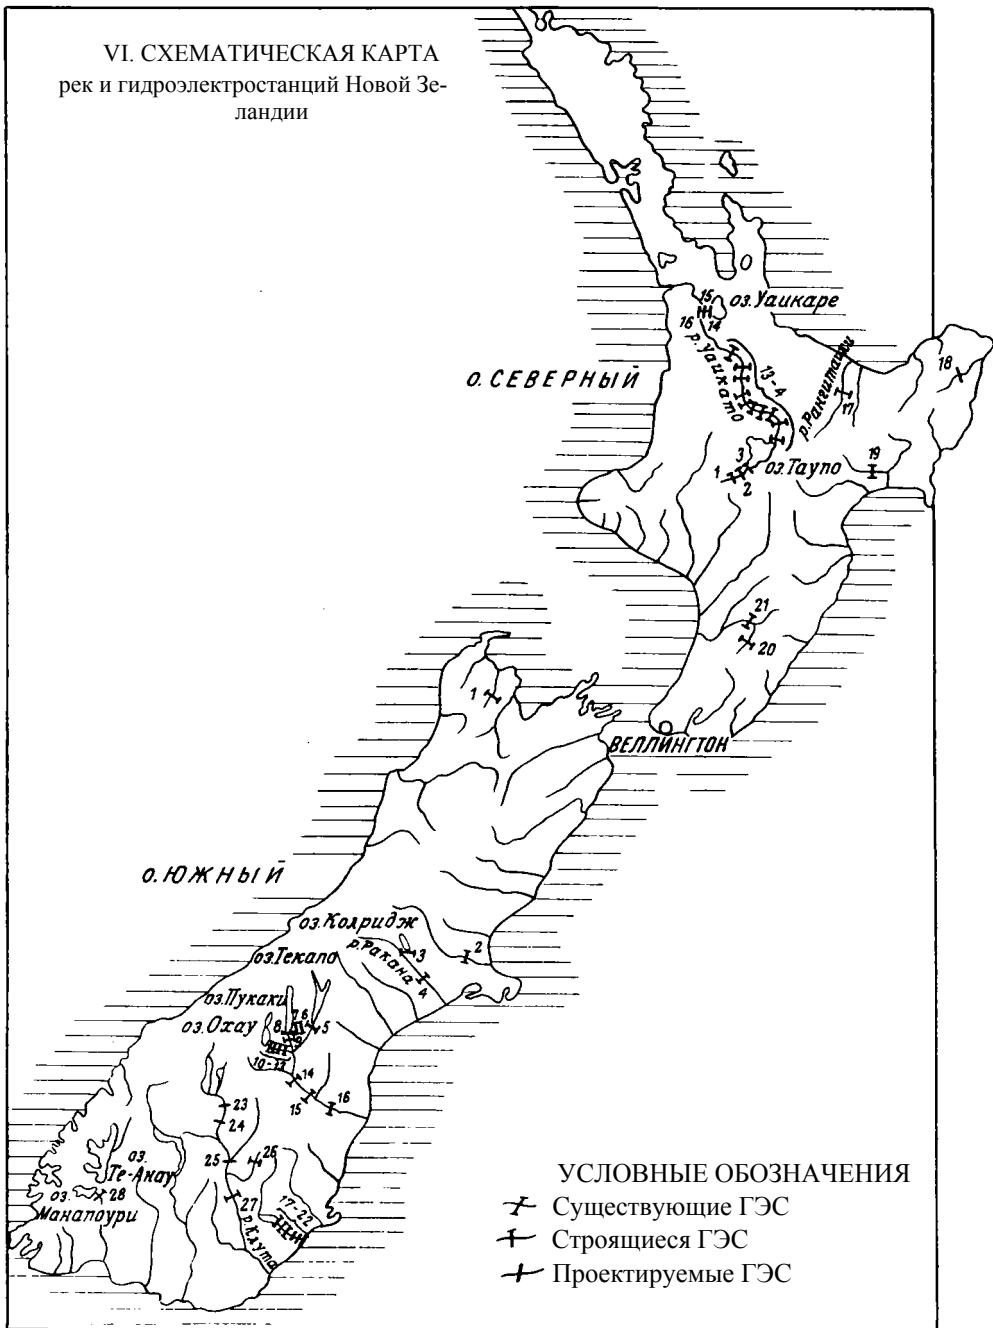 VI. СХЕМАТИЧЕСКАЯ КАРТА
рек и гидроэлектростанций Новой Зе-
ландии
15
оз. Уаикаре
16
14
р. Уаикато
13-4
о. СЕВЕРНЫЙ
р. Рангитаики
17
18
19
3
оз. Таупо
1
2
21
20
1
ВЕЛЛИНГТОН
о. ЮЖНЫЙ
оз. Колридж
2
3
р. Ракана
4
оз. Текапо
оз. Пукаки
7
6
5
8
оз. Охау
9
10-13
14
15
16
23
24
25
26
оз.
Те-Анау
оз.
28
Манапоури
27
17-22
р. Клута
УСЛОВНЫЕ ОБОЗНАЧЕНИЯ
Существующие ГЭС
Строящиеся ГЭС
Проектируемые ГЭС